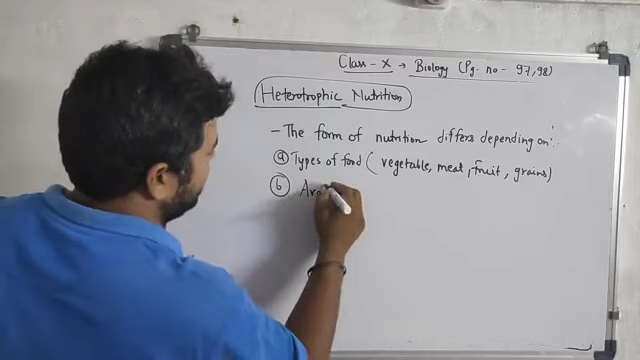 Class - X → Biology (Pg. no - 97,98)
Heterotrophic Nutrition
- The form of nutrition differs depending on :
(a) Types of food ( vegetable, meat, fruit, grains)
(b)